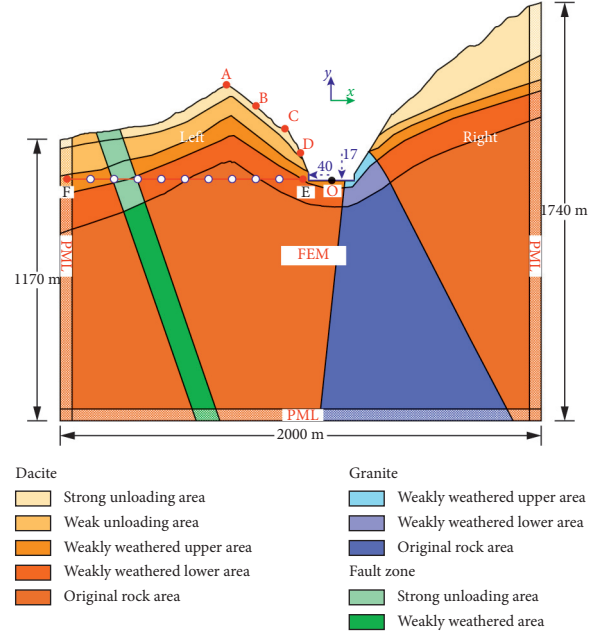 A
B
y
x
C
Left
D
17
Right
40
F
E
O
1740 m
PML
FEM
PML
1170 m
PML
2000 m
Dacite
Strong unloading area
Weak unloading area
Weakly weathered upper area
Weakly weathered lower area
Original rock area
Granite
Weakly weathered upper area
Weakly weathered lower area
Original rock area
Fault zone
Strong unloading area
Weakly weathered area